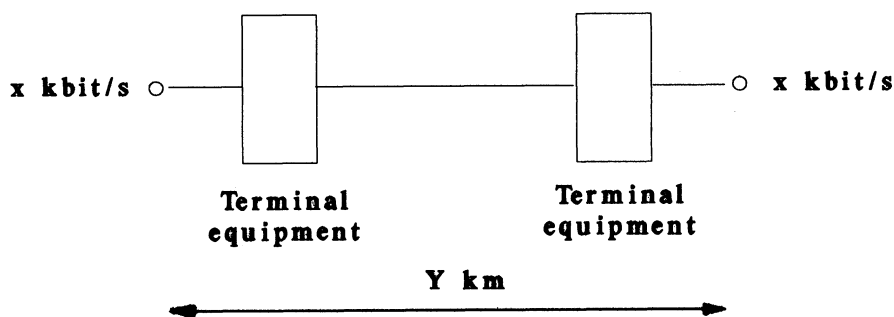 x kbit/s
x kbit/s
Terminal
equipment
Terminal
equipment
Y km